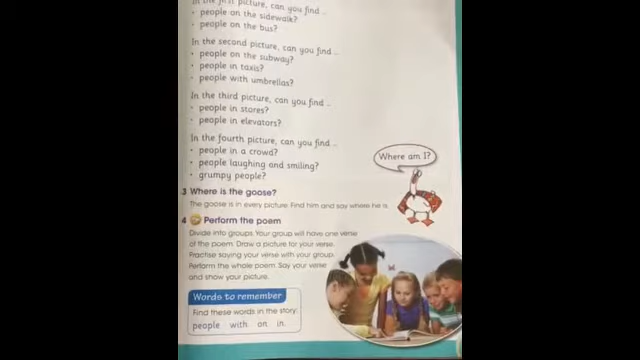 In the first picture, can you find ...
• people on the sidewalk?
• people on the bus?
In the second picture, can you find ...
• people on the subway?
• people in taxis?
• people with umbrellas?
In the third picture, can you find ...
• people in stores?
• people in elevators?
In the fourth picture, can you find ...
• people in a crowd?
• people laughing and smiling?
• grumpy people?
Where am I?
3 Where is the goose?
The goose is in every picture. Find him and say where he is.
4 Perform the poem
Divide into groups. Your group will have one verse
of the poem. Draw a picture for your verse.
Practise saying your verse with your group.
Perform the whole poem. Say your verse
and show your picture.
Words to remember
Find these words in the story:
people with on in